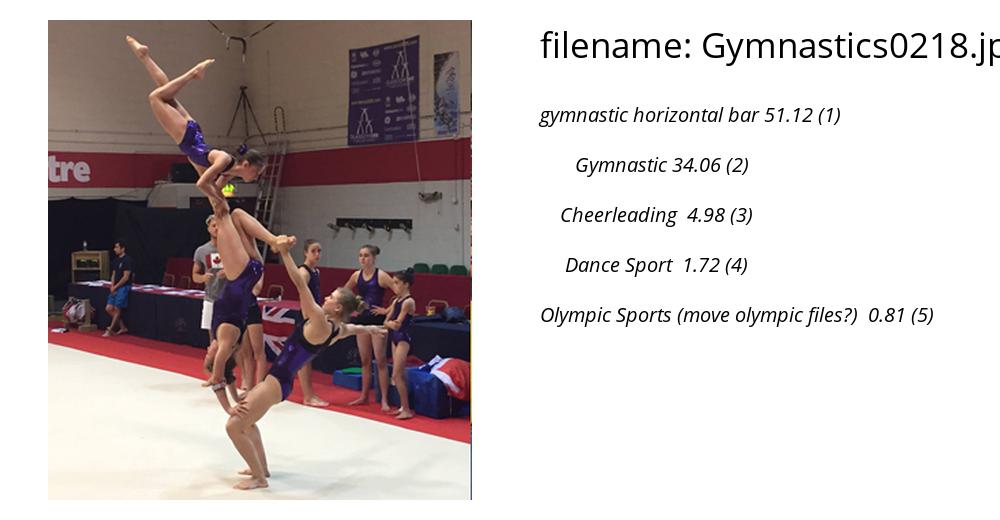 filename: Gymnastics0218.jp
gymnastic horizontal bar 51.12 (1)
Gymnastic 34.06 (2)
Cheerleading 4.98 (3)
Dance Sport 1.72 (4)
Olympic Sports (move olympic files?) 0.81 (5)
tre